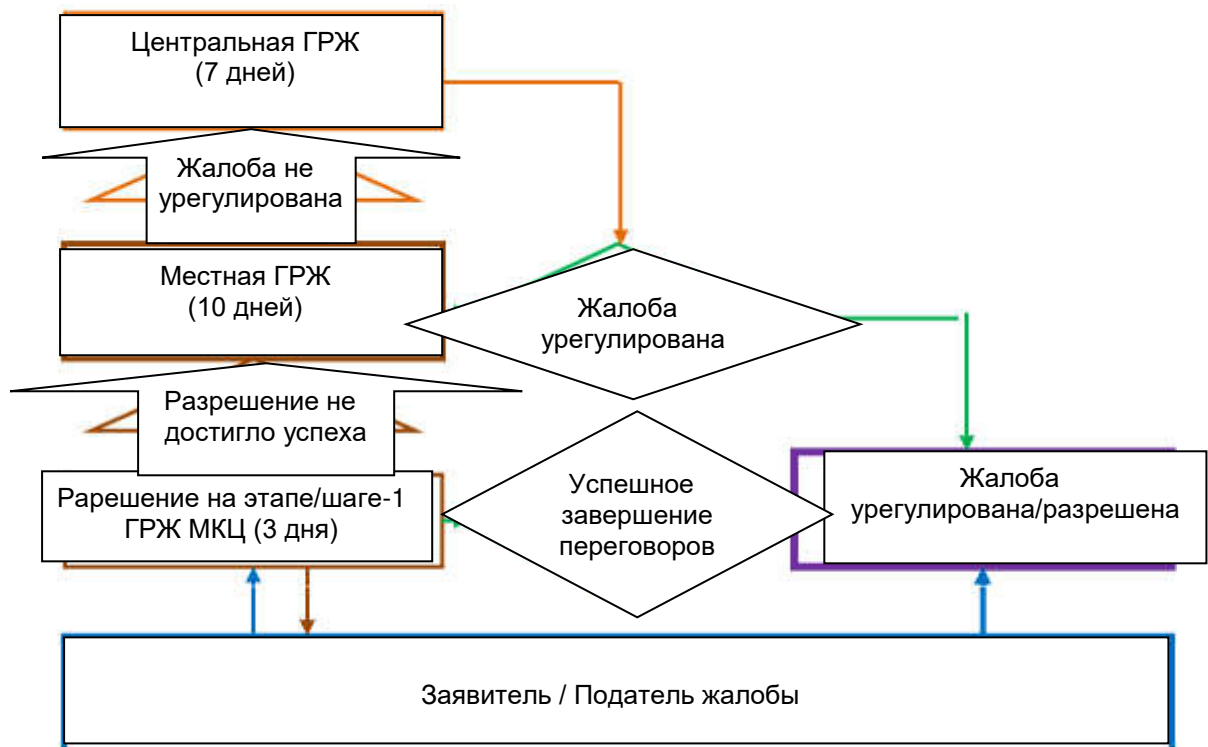 Центральная ГРЖ
(7 дней)
Жалоба не
урегулирована
Местная ГРЖ
(10 дней)
Жалоба
урегулирована
Разрешение не
достигло успеха
Рарешение на этапе/шаге-1
ГРЖ МКЦ (3 дня)
Успешное
завершение
переговоров
Жалоба
урегулирована/разрешена
Заявитель / Податель жалобы